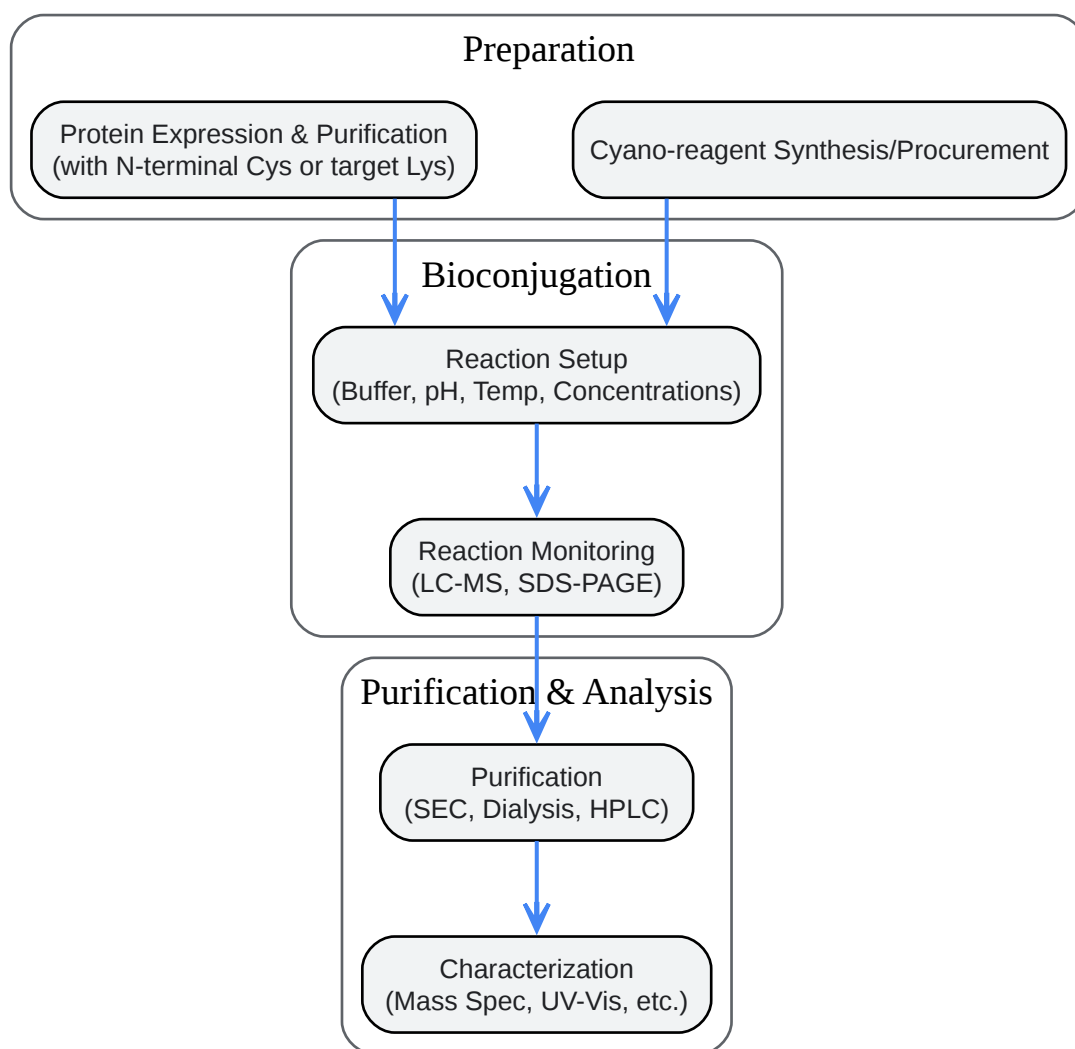 Preparation
Protein Expression & Purification
(with N-terminal Cys or target Lys)
Cyano-reagent Synthesis/Procurement
Bioconjugation
Reaction Setup
(Buffer, pH, Temp, Concentrations)
Reaction Monitoring
(LC-MS, SDS-PAGE)
Purification & Analysis
Purification
(SEC, Dialysis, HPLC)
Characterization
(Mass Spec, UV-Vis, etc.)